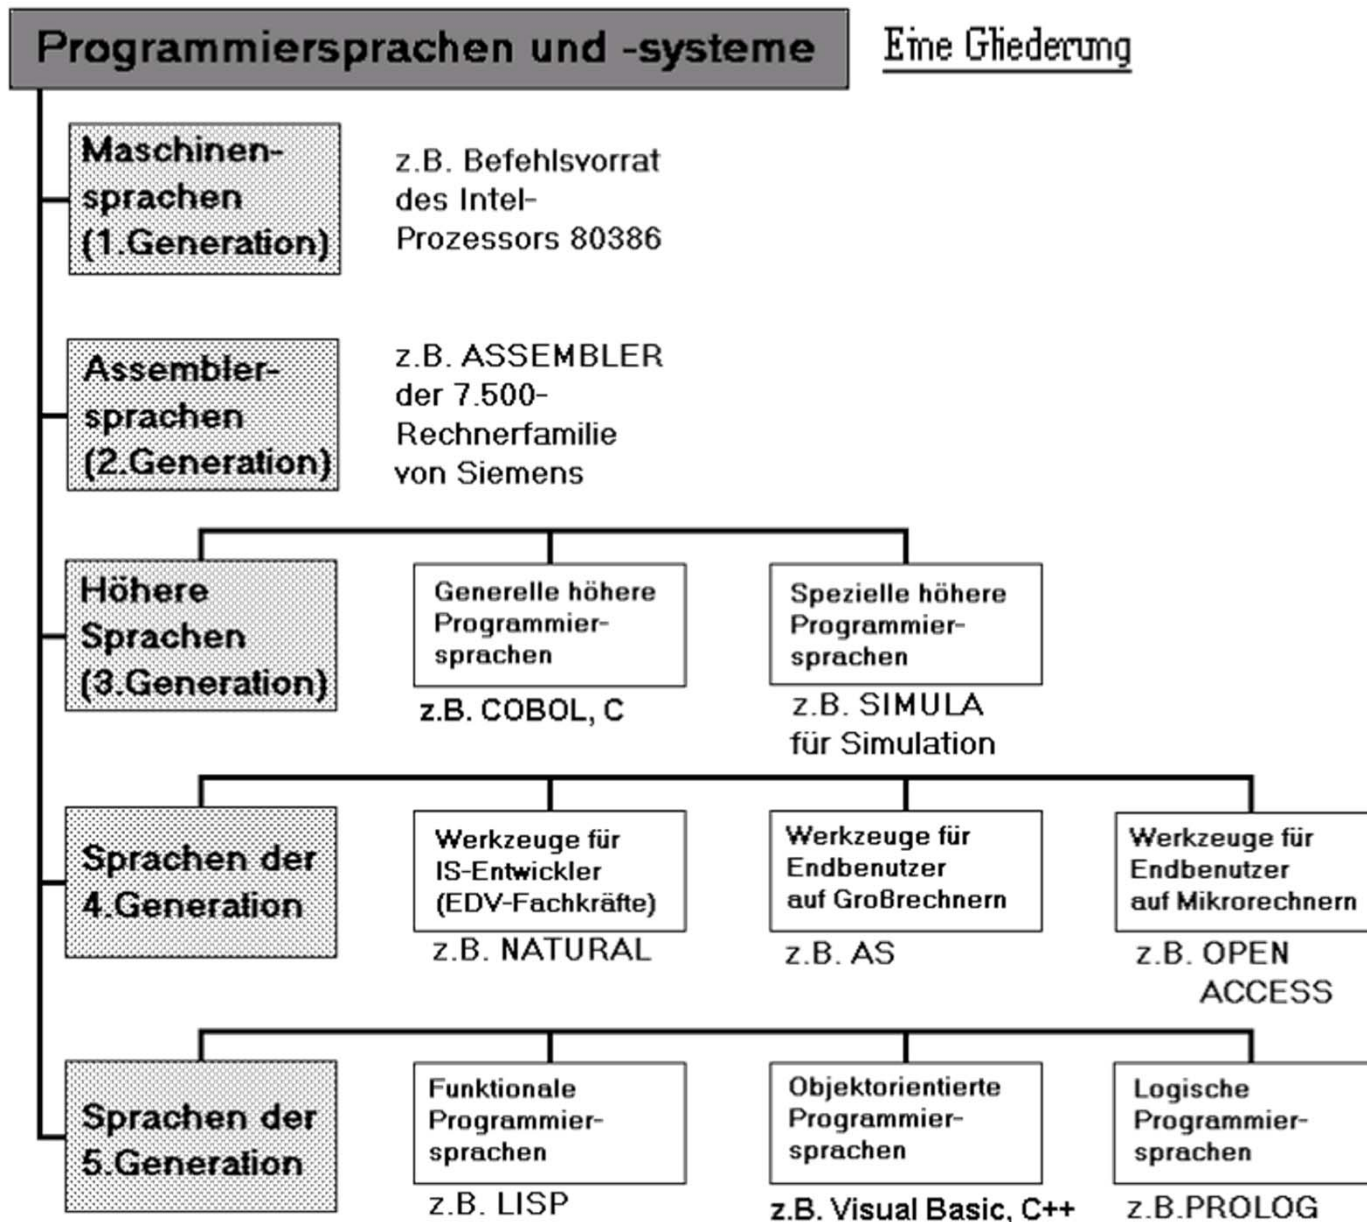 Programmiersprachen und -systeme
Eine Gliederung
Maschinen-
sprachen
(1.Generation)
z.B. Befehlsvorrat
des Intel-
Prozessors 80386
Assembler-
sprachen
(2.Generation)
z.B. ASSEMBLER
der 7.500-
Rechnerfamilie
von Siemens
Höhere
Sprachen
(3.Generation)
Generelle höhere
Programmier-
sprachen
z.B. COBOL, C
Spezielle höhere
Programmier-
sprachen
z.B. SIMULA
für Simulation
Sprachen der
4.Generation
Werkzeuge für
IS-Entwickler
(EDV-Fachkräfte)
z.B. NATURAL
Werkzeuge für
Endbenutzer
auf Großrechnern
z.B. AS
Werkzeuge für
Endbenutzer
auf Mikrorechnern
z.B. OPEN
ACCESS
Sprachen der
5.Generation
Funktionale
Programmier-
sprachen
z.B. LISP
Objektorientierte
Programmier-
sprachen
z.B. Visual Basic, C++
Logische
Programmier-
sprachen
z.B.PROLOG